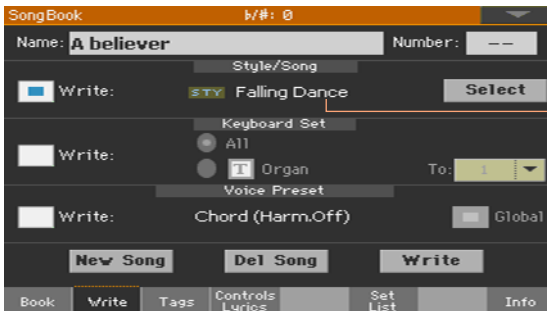 SongBook ♭/#: 0
Name: A believer Number: --
Style/Song
Write: STY Falling Dance Select
Keyboard Set
All
Write: T Organ To: 1
Voice Preset
Write: Chord (Harm.Off) Global
New Song Del Song Write
Book Write Tags Controls Lyrics Set List Info